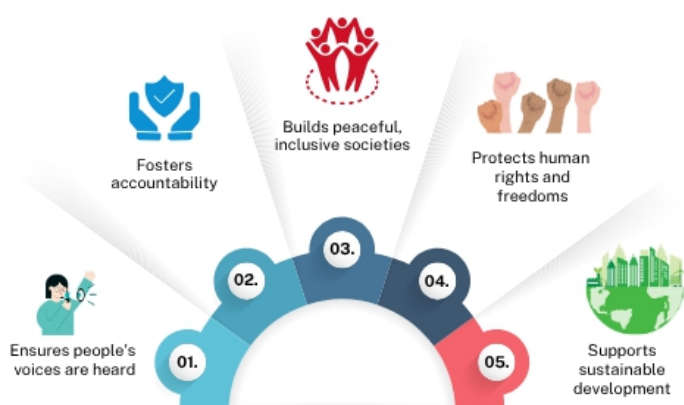 01.
Ensures people's
voices are heard
02.
Fosters
accountability
03.
Builds peaceful,
inclusive societies
04.
Protects human
rights and
freedoms
05.
Supports
sustainable
development